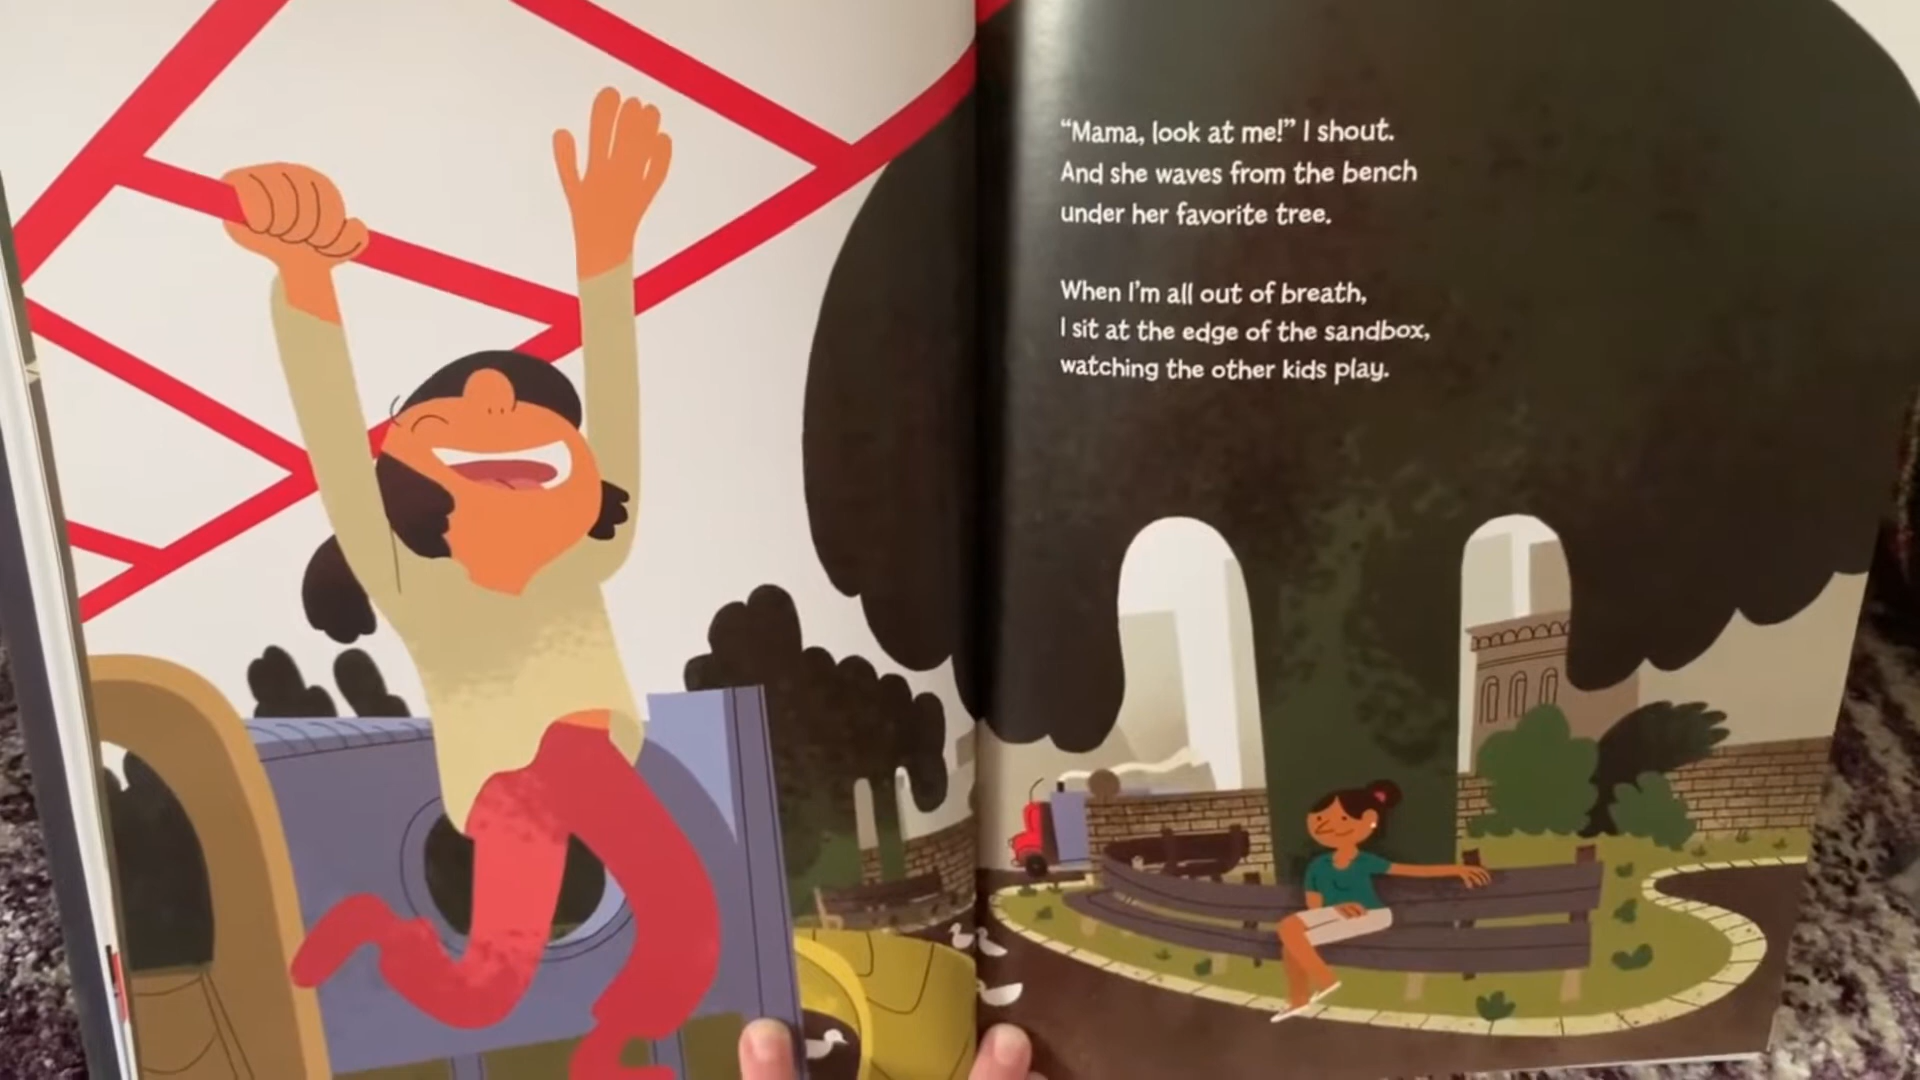 “Mama, look at me!” I shout.
And she waves from the bench
under her favorite tree.
When I’m all out of breath,
I sit at the edge of the sandbox,
watching the other kids play.